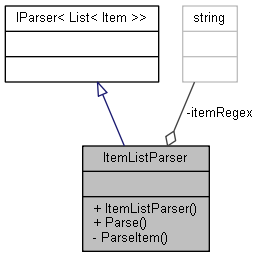 IParser< List< Item >>
string
-itemRegex
ItemListParser
+ ItemListParser()
+ Parse()
- ParseItem()